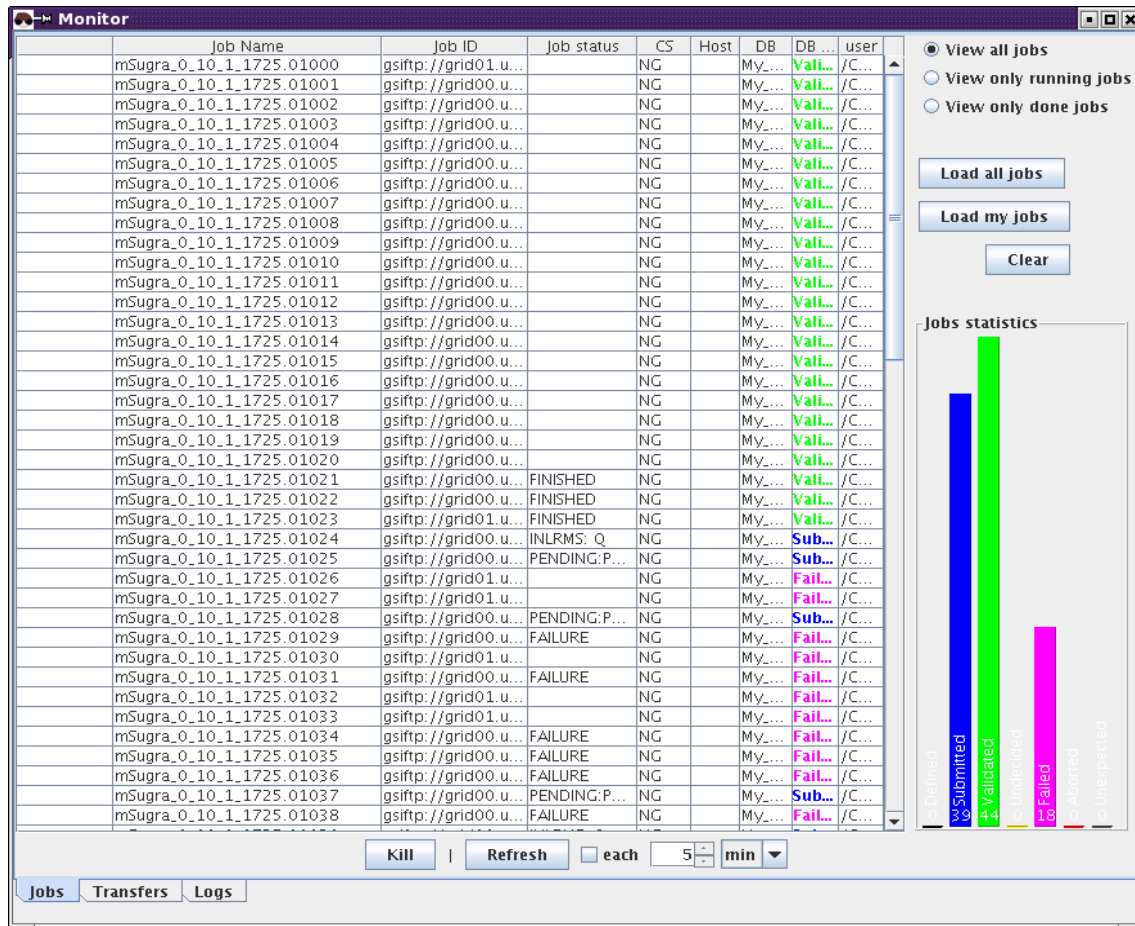 Monitor
Job Name Job ID Job status CS Host DB DB ... user
mSugra_0_10_1_1725.01000 gsiftp://grid01.u... NG My_... Vali... /C...
mSugra_0_10_1_1725.01001 gsiftp://grid00.u... NG My_... Vali... /C...
mSugra_0_10_1_1725.01002 gsiftp://grid00.u... NG My_... Vali... /C...
mSugra_0_10_1_1725.01003 gsiftp://grid00.u... NG My_... Vali... /C...
mSugra_0_10_1_1725.01004 gsiftp://grid00.u... NG My_... Vali... /C...
mSugra_0_10_1_1725.01005 gsiftp://grid00.u... NG My_... Vali... /C...
mSugra_0_10_1_1725.01006 gsiftp://grid00.u... NG My_... Vali... /C...
mSugra_0_10_1_1725.01007 gsiftp://grid00.u... NG My_... Vali... /C...
mSugra_0_10_1_1725.01008 gsiftp://grid00.u... NG My_... Vali... /C...
mSugra_0_10_1_1725.01009 gsiftp://grid00.u... NG My_... Vali... /C...
mSugra_0_10_1_1725.01010 gsiftp://grid00.u... NG My_... Vali... /C...
mSugra_0_10_1_1725.01011 gsiftp://grid00.u... NG My_... Vali... /C...
mSugra_0_10_1_1725.01012 gsiftp://grid00.u... NG My_... Vali... /C...
mSugra_0_10_1_1725.01013 gsiftp://grid00.u... NG My_... Vali... /C...
mSugra_0_10_1_1725.01014 gsiftp://grid00.u... NG My_... Vali... /C...
mSugra_0_10_1_1725.01015 gsiftp://grid00.u... NG My_... Vali... /C...
mSugra_0_10_1_1725.01016 gsiftp://grid00.u... NG My_... Vali... /C...
mSugra_0_10_1_1725.01017 gsiftp://grid00.u... NG My_... Vali... /C...
mSugra_0_10_1_1725.01018 gsiftp://grid00.u... NG My_... Vali... /C...
mSugra_0_10_1_1725.01019 gsiftp://grid00.u... NG My_... Vali... /C...
mSugra_0_10_1_1725.01020 gsiftp://grid00.u... NG My_... Vali... /C...
mSugra_0_10_1_1725.01021 gsiftp://grid00.u... FINISHED NG My_... Vali... /C...
mSugra_0_10_1_1725.01022 gsiftp://grid00.u... FINISHED NG My_... Vali... /C...
mSugra_0_10_1_1725.01023 gsiftp://grid01.u... FINISHED NG My_... Vali... /C...
mSugra_0_10_1_1725.01024 gsiftp://grid00.u... INLRMS: Q NG My_... Sub... /C...
mSugra_0_10_1_1725.01025 gsiftp://grid00.u... PENDING:P... NG My_... Sub... /C...
mSugra_0_10_1_1725.01026 gsiftp://grid01.u... NG My_... Fail... /C...
mSugra_0_10_1_1725.01027 gsiftp://grid01.u... NG My_... Fail... /C...
mSugra_0_10_1_1725.01028 gsiftp://grid00.u... PENDING:P... NG My_... Sub... /C...
mSugra_0_10_1_1725.01029 gsiftp://grid00.u... FAILURE NG My_... Fail... /C...
mSugra_0_10_1_1725.01030 gsiftp://grid01.u... NG My_... Fail... /C...
mSugra_0_10_1_1725.01031 gsiftp://grid00.u... FAILURE NG My_... Fail... /C...
mSugra_0_10_1_1725.01032 gsiftp://grid01.u... NG My_... Fail... /C...
mSugra_0_10_1_1725.01033 gsiftp://grid01.u... NG My_... Fail... /C...
mSugra_0_10_1_1725.01034 gsiftp://grid00.u... FAILURE NG My_... Fail... /C...
mSugra_0_10_1_1725.01035 gsiftp://grid00.u... FAILURE NG My_... Fail... /C...
mSugra_0_10_1_1725.01036 gsiftp://grid00.u... FAILURE NG My_... Fail... /C...
mSugra_0_10_1_1725.01037 gsiftp://grid00.u... PENDING:P... NG My_... Sub... /C...
mSugra_0_10_1_1725.01038 gsiftp://grid00.u... FAILURE NG My_... Fail... /C...
View all jobs
View only running jobs
View only done jobs
Load all jobs
Load my jobs
Clear
Jobs statistics
0 Defined
39 Submitted
44 Validated
0 Undecided
18 Failed
0 Aborted
0 Unexpected
Kill | Refresh each 5 min
Jobs Transfers Logs